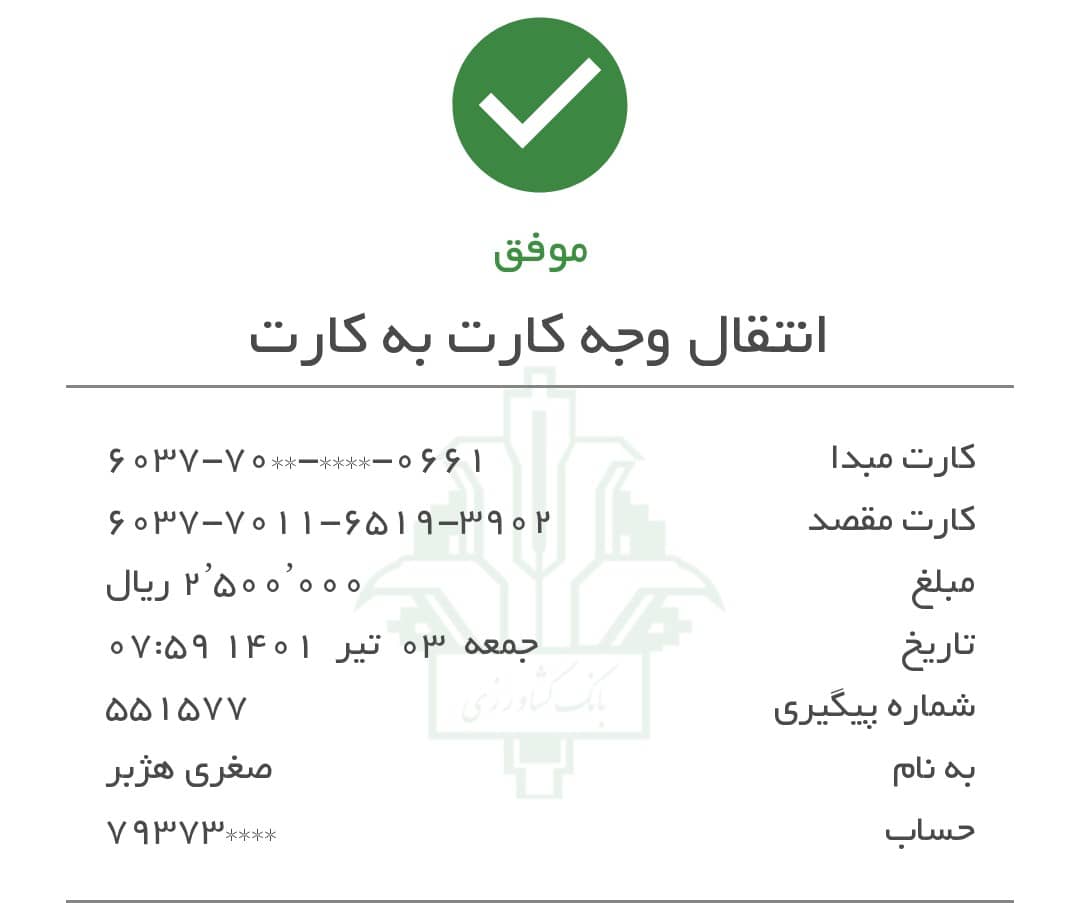 موفق
انتقال وجه کارت به کارت
کارت مبدا ۶۰۳۷-۷۰**-****-۰۶۶۱
کارت مقصد ۶۰۳۷-۷۰۱۱-۶۵۱۹-۳۹۰۲
مبلغ ۲٬۵۰۰٬۰۰۰ ریال
تاریخ جمعه ۰۳ تیر ۱۴۰۱ ۰۷:۵۹
شماره پیگیری ۵۵۱۵۷۷
بانک کشاورزی
به نام صغری هژبر
حساب ۷۹۳۷۳****